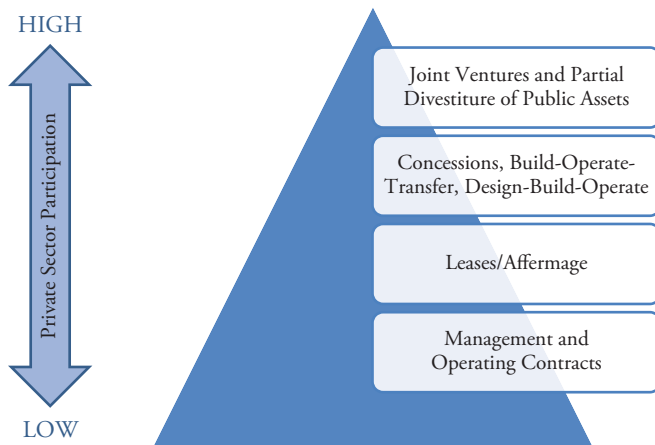 HIGH
Private Sector Participation
LOW
Joint Ventures and Partial
Divestiture of Public Assets
Concessions, Build-Operate-
Transfer, Design-Build-Operate
Leases/Affermage
Management and
Operating Contracts